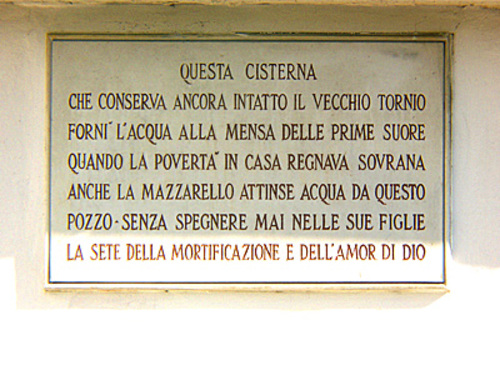 QUESTA CISTERNA
CHE CONSERVA ANCORA INTATTO IL VECCHIO TORNIO
FORNI' L'ACQUA ALLA MENSA DELLE PRIME SUORE
QUANDO LA POVERTA' IN CASA REGNAVA SOVRANA
ANCHE LA MAZZARELLO ATTINSE ACQUA DA QUESTO
POZZO-SENZA SPEGNERE MAI NELLE SUE FIGLIE
LA SETE DELLA MORTIFICAZIONE E DELL'AMOR DI DIO